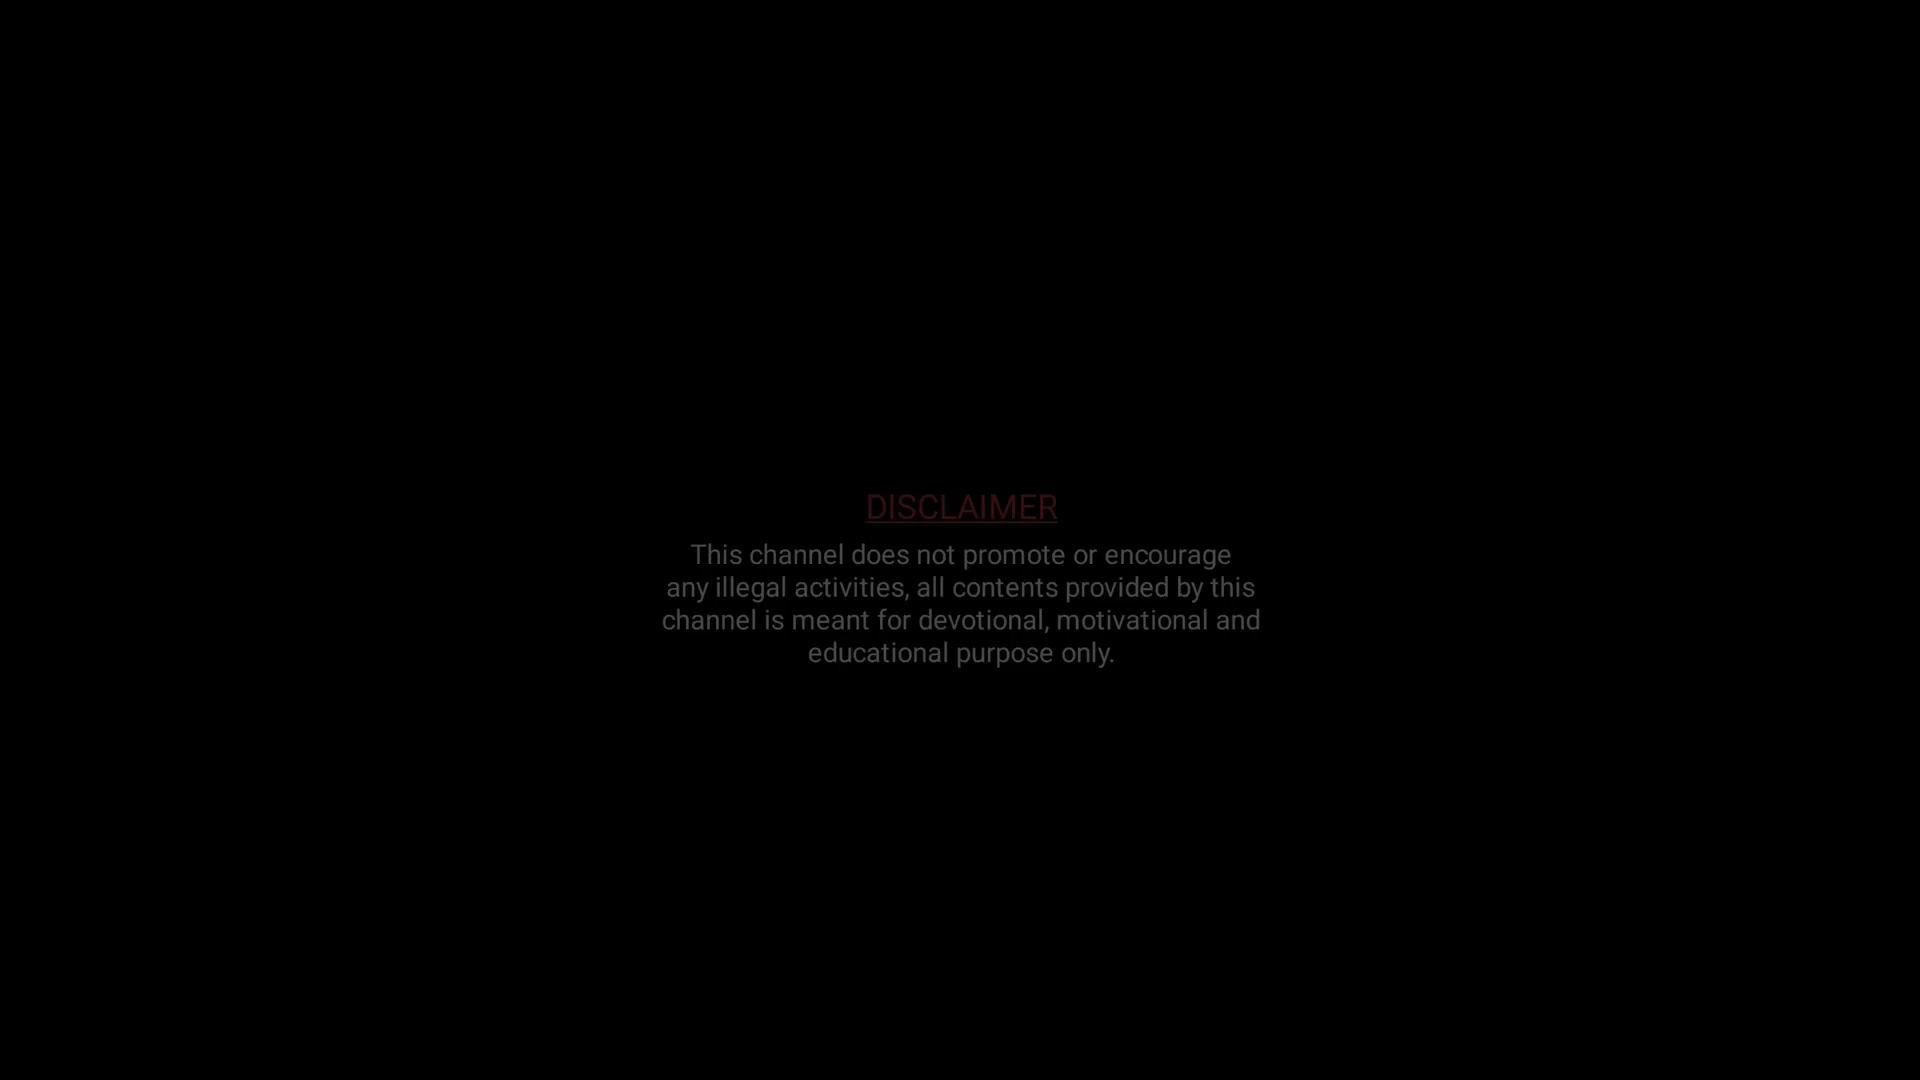 DISCLAIMER
This channel does not promote or encourage
any illegal activities, all contents provided by this
channel is meant for devotional, motivational and
educational purpose only.